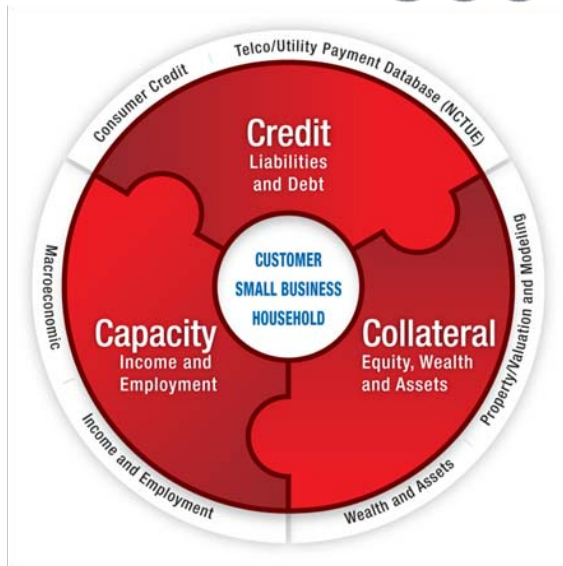 Consumer Credit
Telco/Utility Payment Database (NCTUE)
Credit
Liabilities
and Debt
CUSTOMER
SMALL BUSINESS
HOUSEHOLD
Capacity
Income and
Employment
Collateral
Equity, Wealth
and Assets
Macroeconomic
Income and Employment
Property/Valuation and Modeling
Wealth and Assets